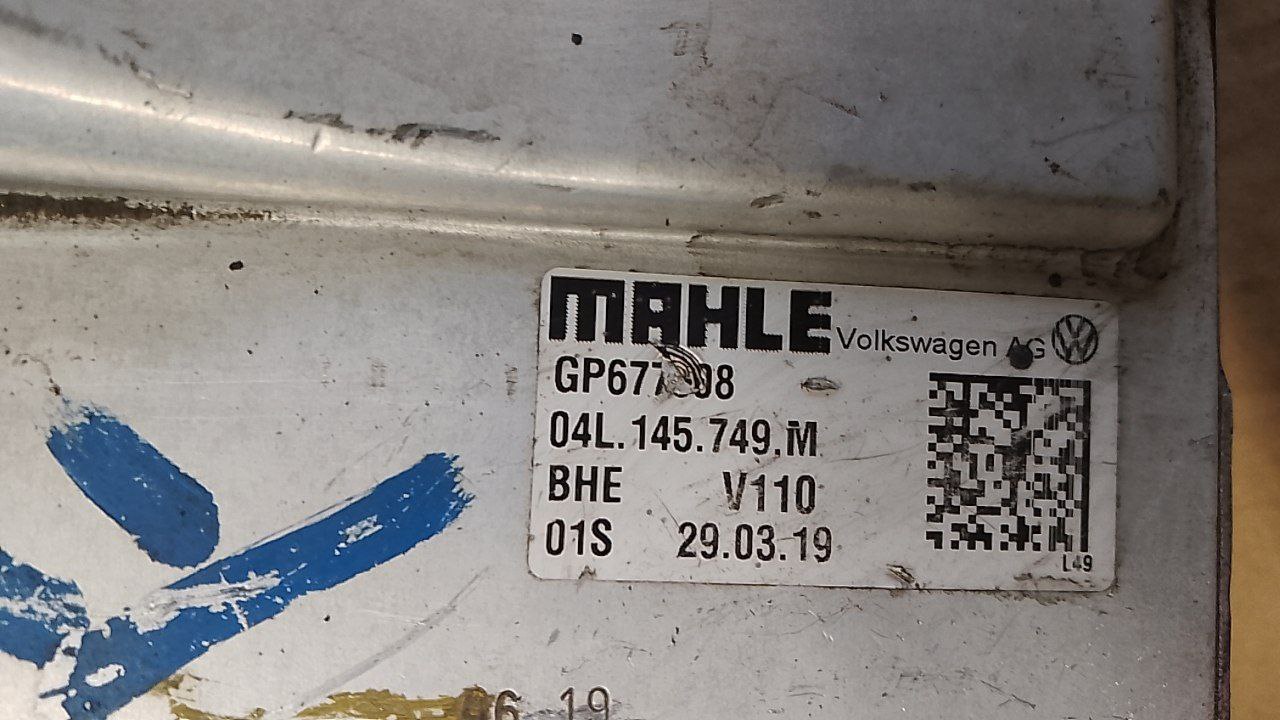 MAHLE Volkswagen AG
04L.145.749.M
BHE V110
01S 29.03.19
L49